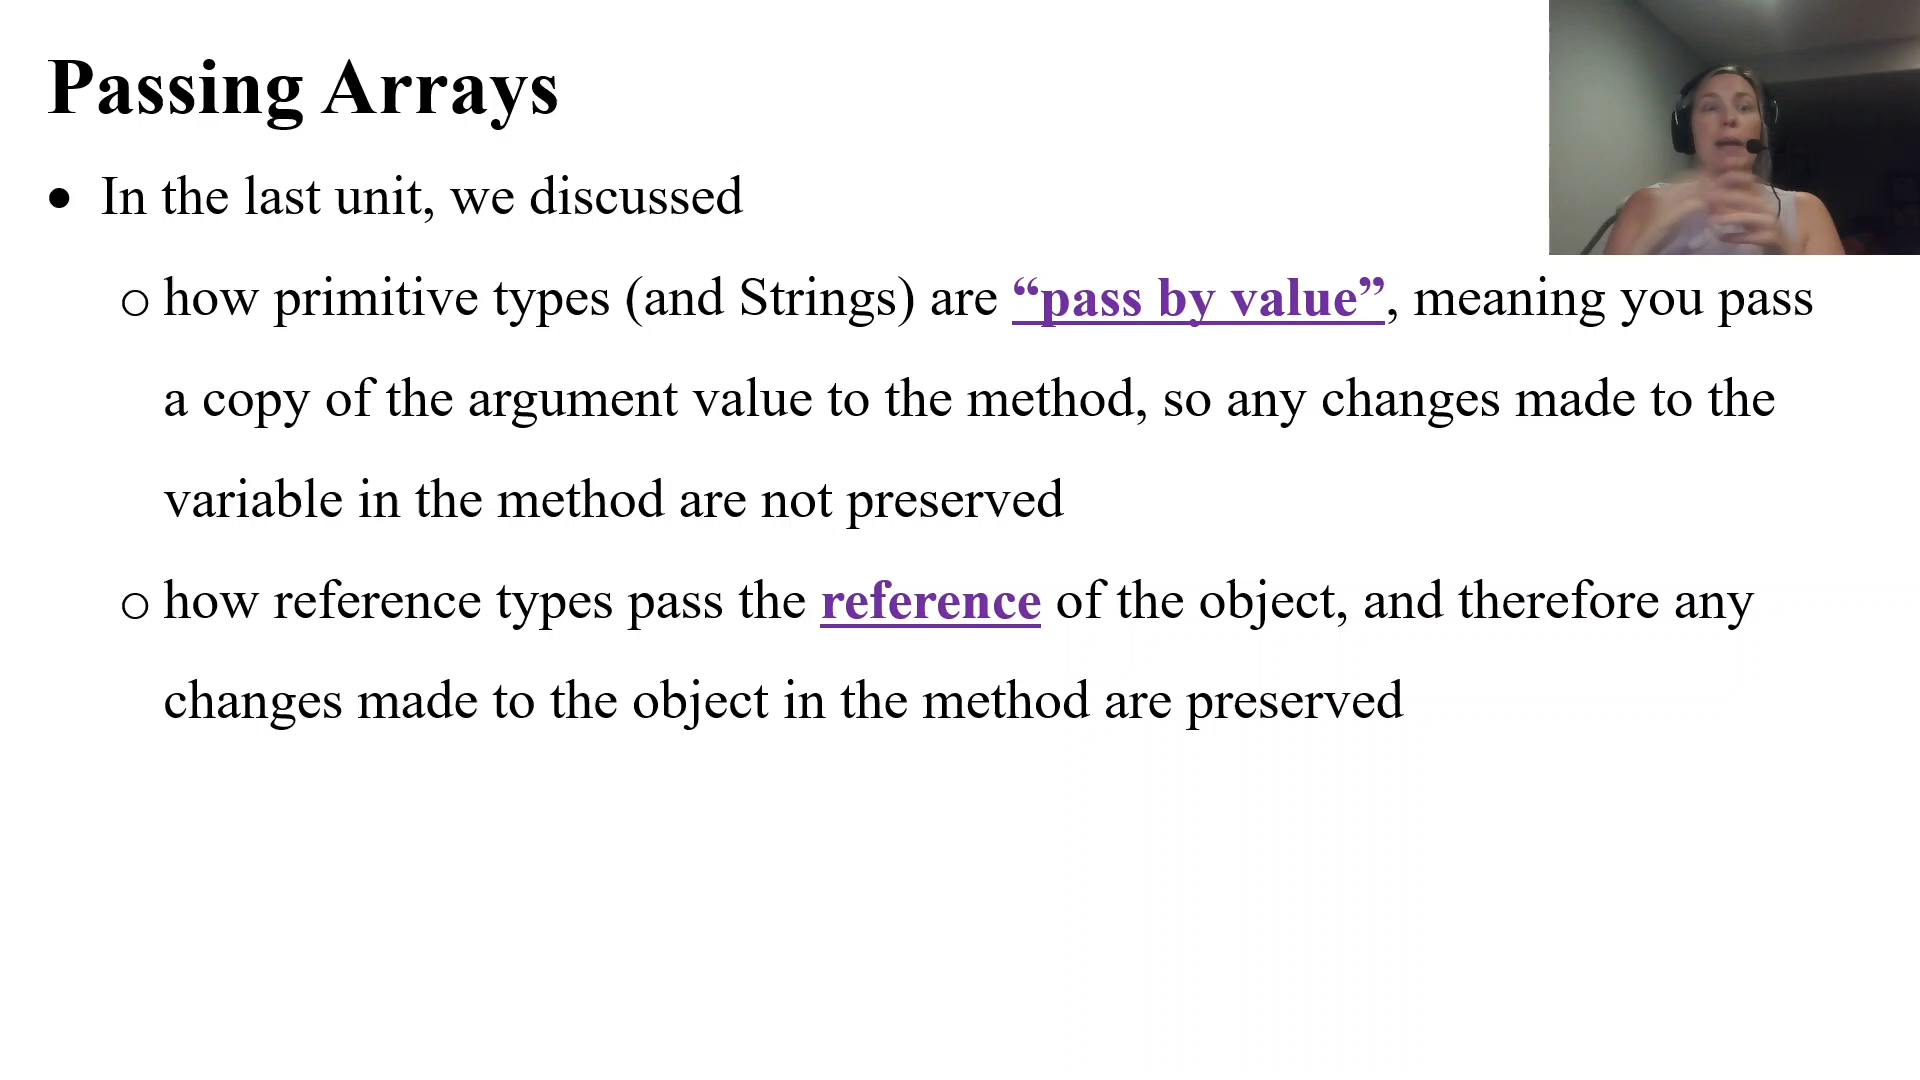 Passing Arrays
• In the last unit, we discussed
o how primitive types (and Strings) are “pass by value”, meaning you pass
a copy of the argument value to the method, so any changes made to the
variable in the method are not preserved
o how reference types pass the reference of the object, and therefore any
changes made to the object in the method are preserved